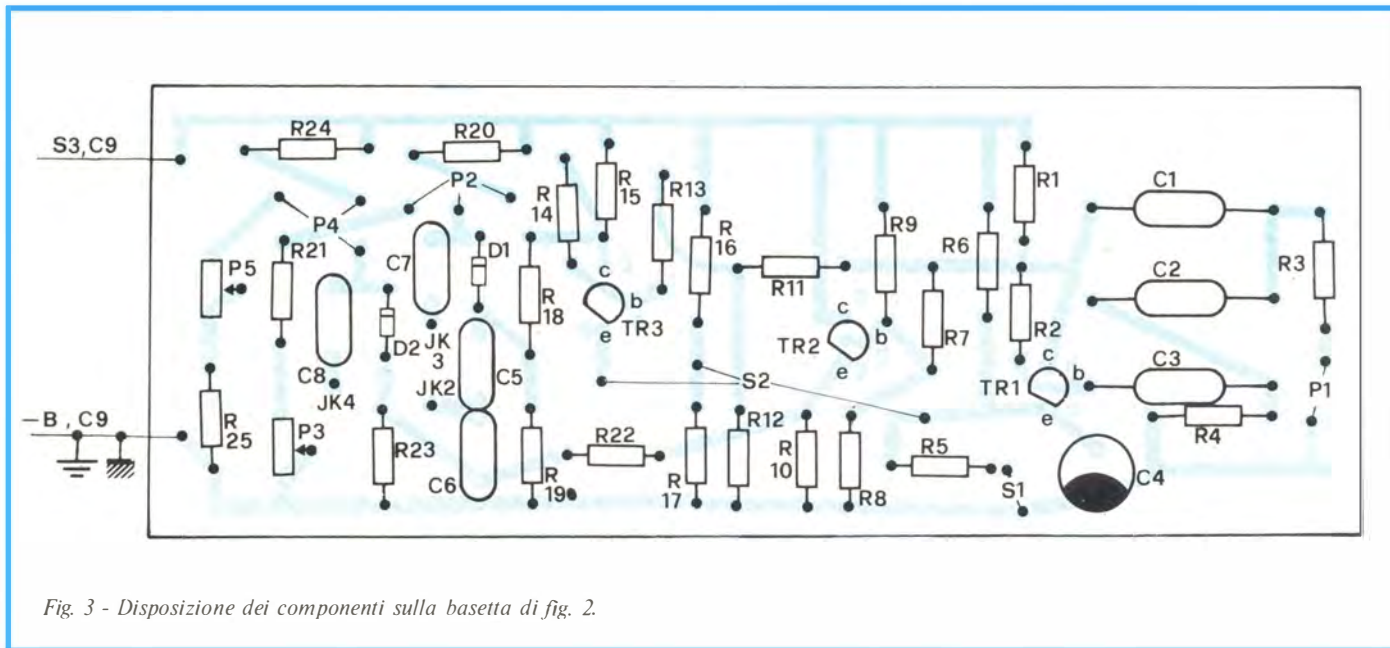 R24
R20
S3,C9
P2
R 14
R 15
R13
R1
C1
P4
R21
C7
D1
R 16
R9
R6
P5
R11
C2
R3
R 18
c
b
TR3
e
c
b
TR2
e
R7
R2
D2
JK 3
C8
C5
S2
TR1
c
b
e
C3
P1
JK4
JK2
–B , C9
R 25
P3
R23
C6
R 19
R22
R 17
R12
R 10
R8
R5
S1
R4
C4
Fig. 3 - Disposizione dei componenti sulla basetta di fig. 2.